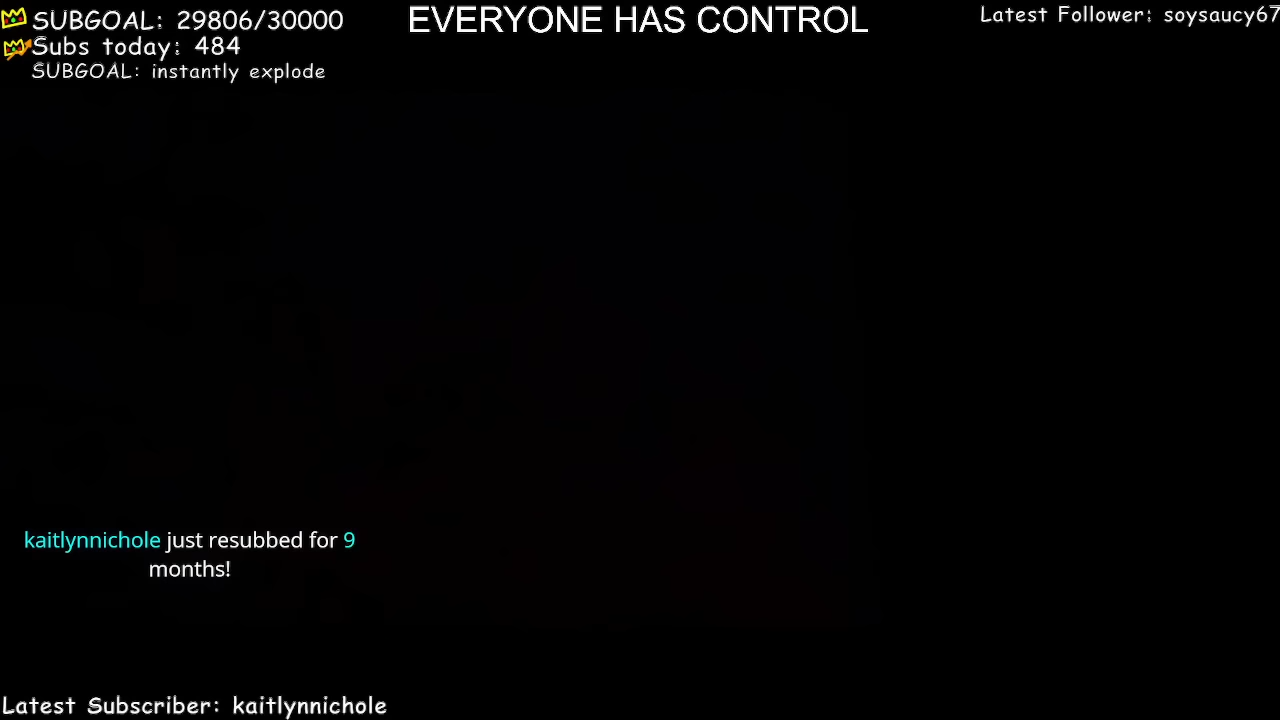 SUBGOAL: 29806/30000
EVERYONE HAS CONTROL
Latest Follower: soysaucy67
Subs today: 484
SUBGOAL: instantly explode
kaitlynnichole just resubbed for 9
months!
Latest Subscriber: kaitlynnichole